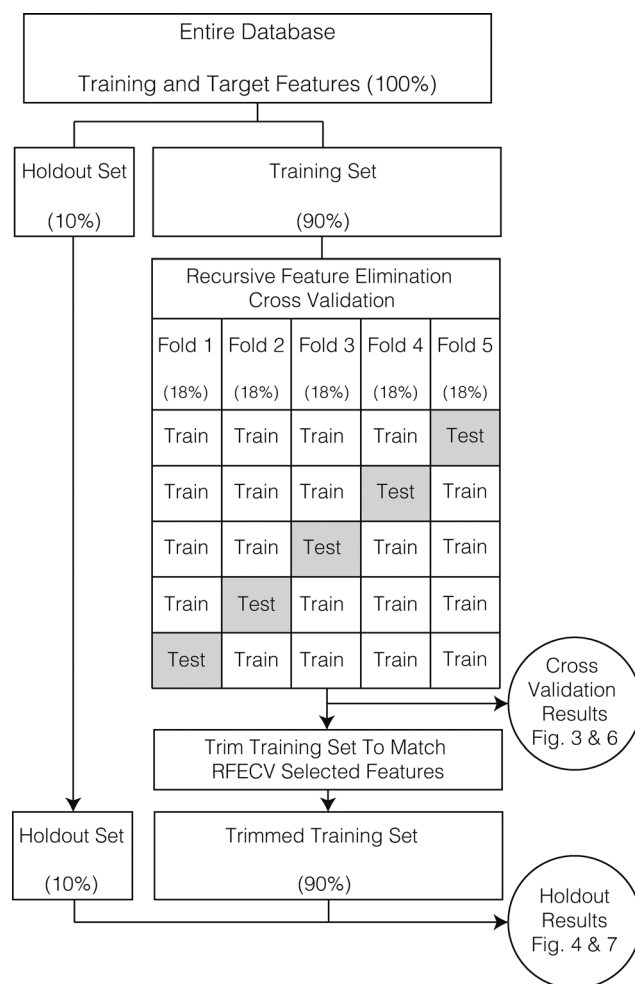 Entire Database
Training and Target Features (100%)
Holdout Set
(10%)
Training Set
(90%)
Recursive Feature Elimination
Cross Validation
Fold 1 Fold 2 Fold 3 Fold 4 Fold 5
(18%) (18%) (18%) (18%) (18%)
Train Train Train Train Test
Train Train Train Test Train
Train Train Test Train Train
Train Test Train Train Train
Test Train Train Train Train
Cross
Validation
Results
Fig. 3 & 6
Trim Training Set To Match
RFECV Selected Features
Holdout Set
(10%)
Trimmed Training Set
(90%)
Holdout
Results
Fig. 4 & 7